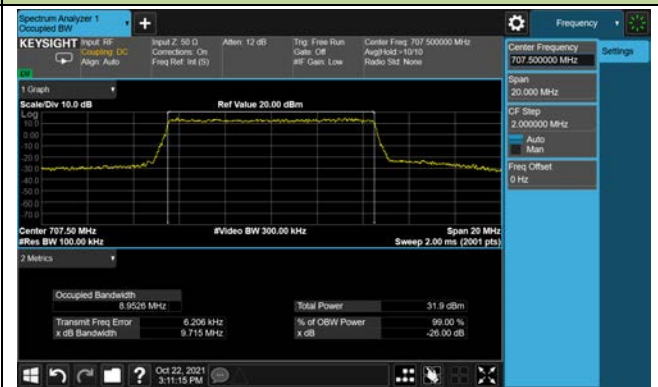 Spectrum Analyzer 1
Occupied BW
Frequency
KEYSIGHT
Input: RF
Coupling: DC
Align: Auto
Input Z: 50 Ω
Corrections: On
Freq Ref: Int (S)
Atten: 12 dB
Trig: Free Run
Gate: Off
#IF Gain: Low
Center Freq: 707.500000 MHz
Avg|Hold:>10/10
Radio Std: None
1 Graph
Scale/Div 10.0 dB
Ref Value 20.00 dBm
Log
10.0
0.00
-10.0
-20.0
-30.0
-40.0
-50.0
-60.0
-70.0
Center 707.50 MHz
#Video BW 300.00 kHz
Span 20 MHz
#Res BW 100.00 kHz
Sweep 2.00 ms (2001 pts)
2 Metrics
Occupied Bandwidth
8.9526 MHz
Total Power
31.9 dBm
Transmit Freq Error
6.206 kHz
% of OBW Power
99.00 %
x dB Bandwidth
9.715 MHz
x dB
-26.00 dB
Center Frequency
707.500000 MHz
Settings
Span
20.000 MHz
CF Step
2.000000 MHz
Auto
Man
Freq Offset
0 Hz
?
Oct 22, 2021
3:11:15 PM